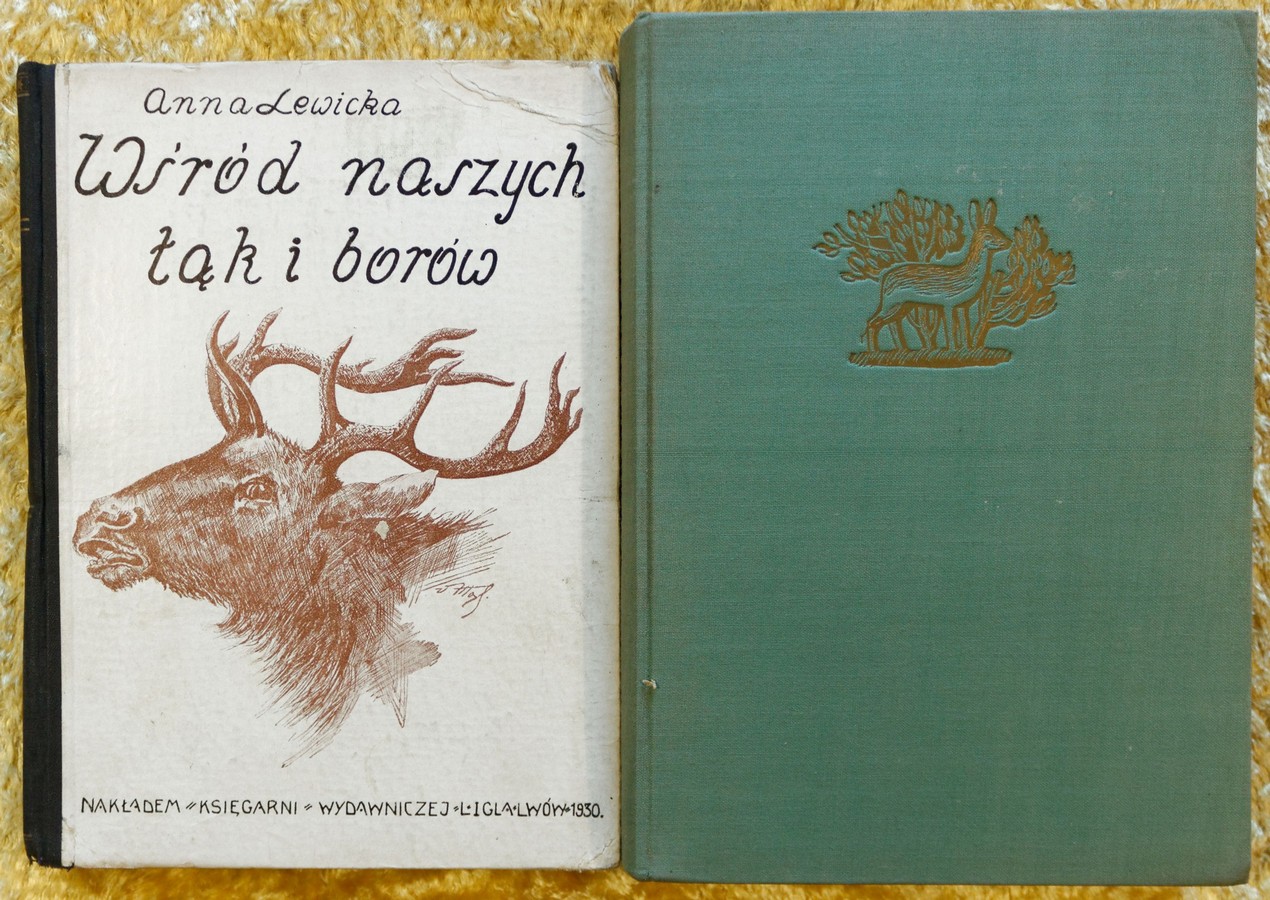 Anna Lewicka
Wśród naszych
łąk i borów
NAKŁADEM KSIĘGARNI WYDAWNICZEJ L·IGLA·LWÓW·1930.